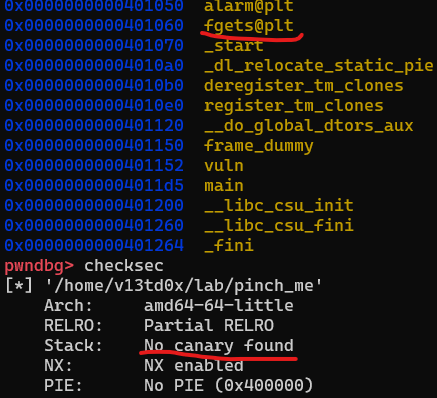 0x0000000000401050 alarm@plt
0x0000000000401060 fgets@plt
0x0000000000401070 _start
0x00000000004010a0 _dl_relocate_static_pie
0x00000000004010b0 deregister_tm_clones
0x00000000004010e0 register_tm_clones
0x0000000000401120 __do_global_dtors_aux
0x0000000000401150 frame_dummy
0x0000000000401152 vuln
0x00000000004011d5 main
0x0000000000401200 __libc_csu_init
0x0000000000401260 __libc_csu_fini
0x0000000000401264 _fini
pwndbg> checksec
[*] '/home/v13td0x/lab/pinch_me'
Arch: amd64-64-little
RELRO: Partial RELRO
Stack: No canary found
NX: NX enabled
PIE: No PIE (0x400000)